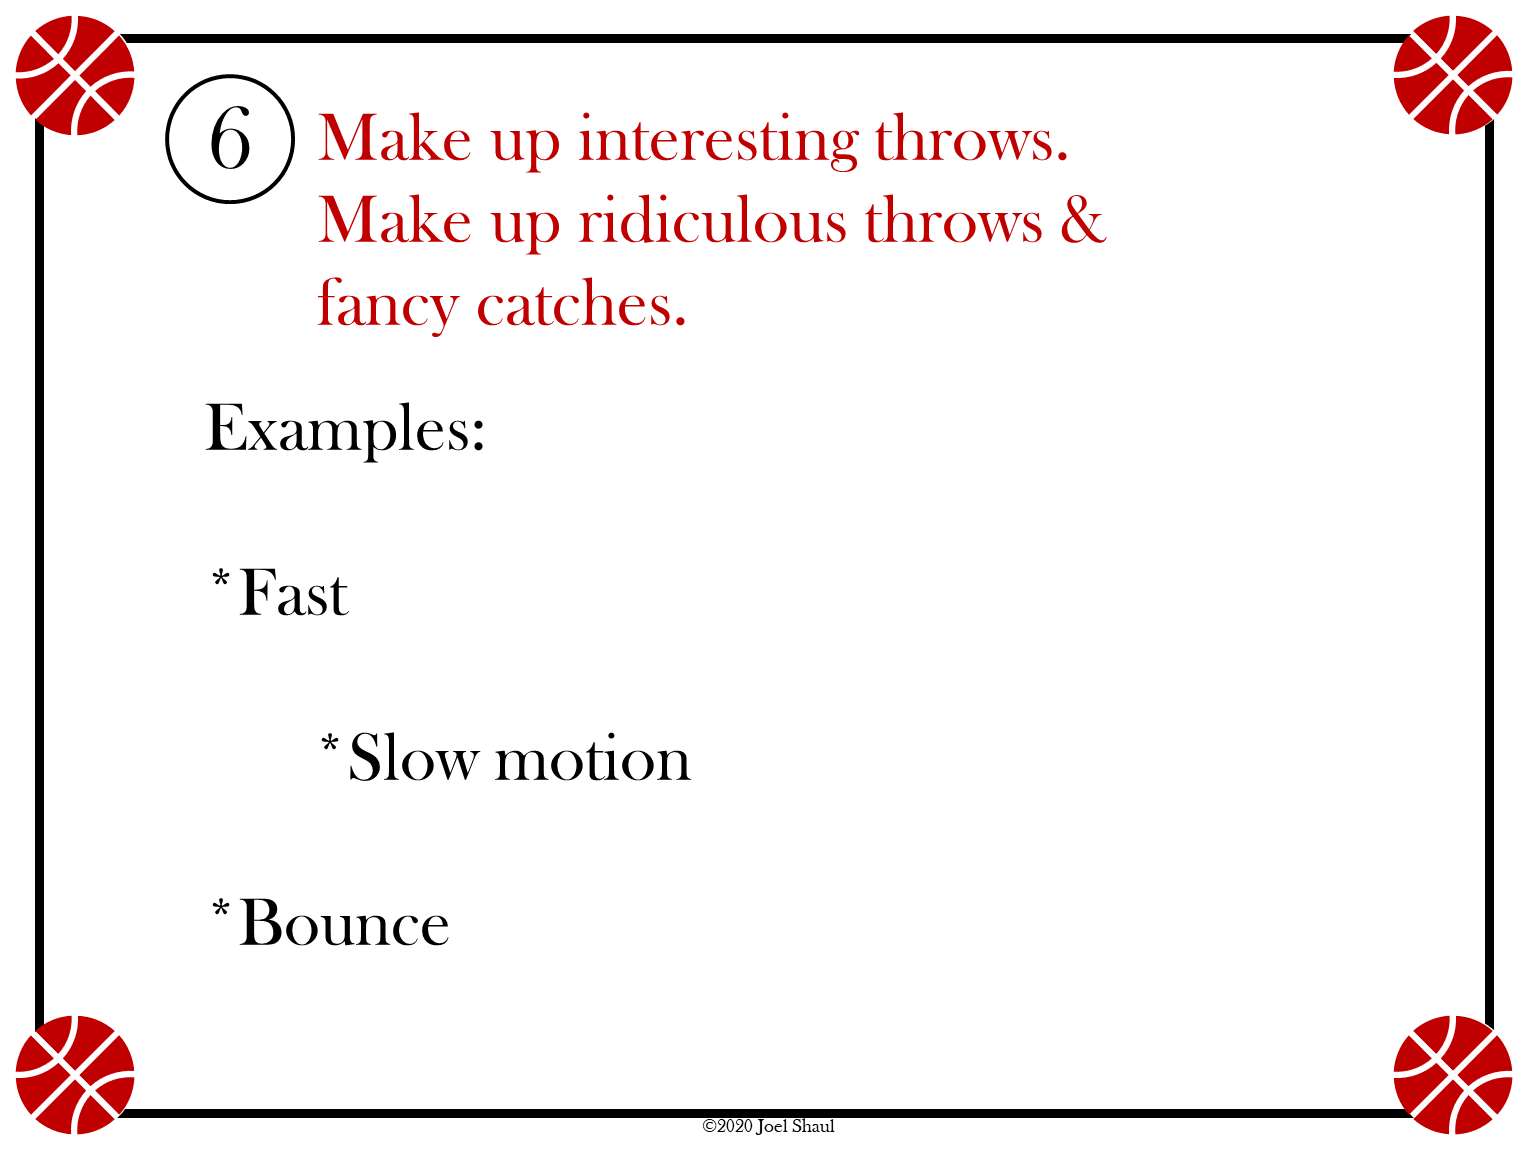 6
Make up interesting throws.
Make up ridiculous throws &
fancy catches.
Examples:
*Fast
*Slow motion
*Bounce
©2020 Joel Shaul